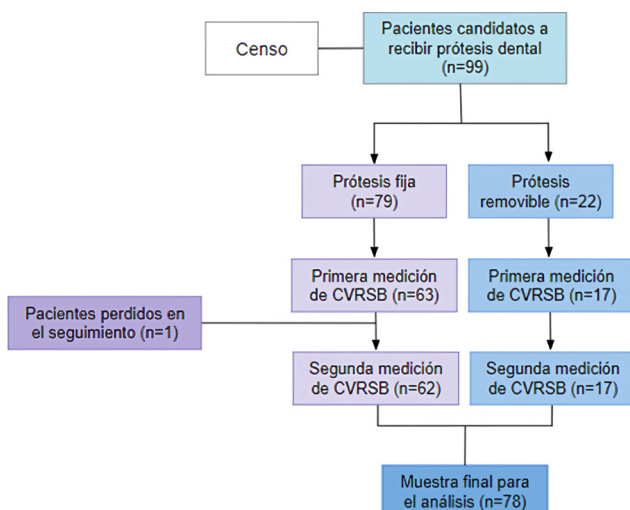 Censo
Pacientes candidatos a
recibir prótesis dental
(n=99)
Prótesis fija
(n=79)
Prótesis
removible (n=22)
Primera medición
de CVRSB (n=63)
Primera medición
de CVRSB (n=17)
Pacientes perdidos en
el seguimiento (n=1)
Segunda medición
de CVRSB (n=62)
Segunda medición
de CVRSB (n=17)
Muestra final para
el análisis (n=78)